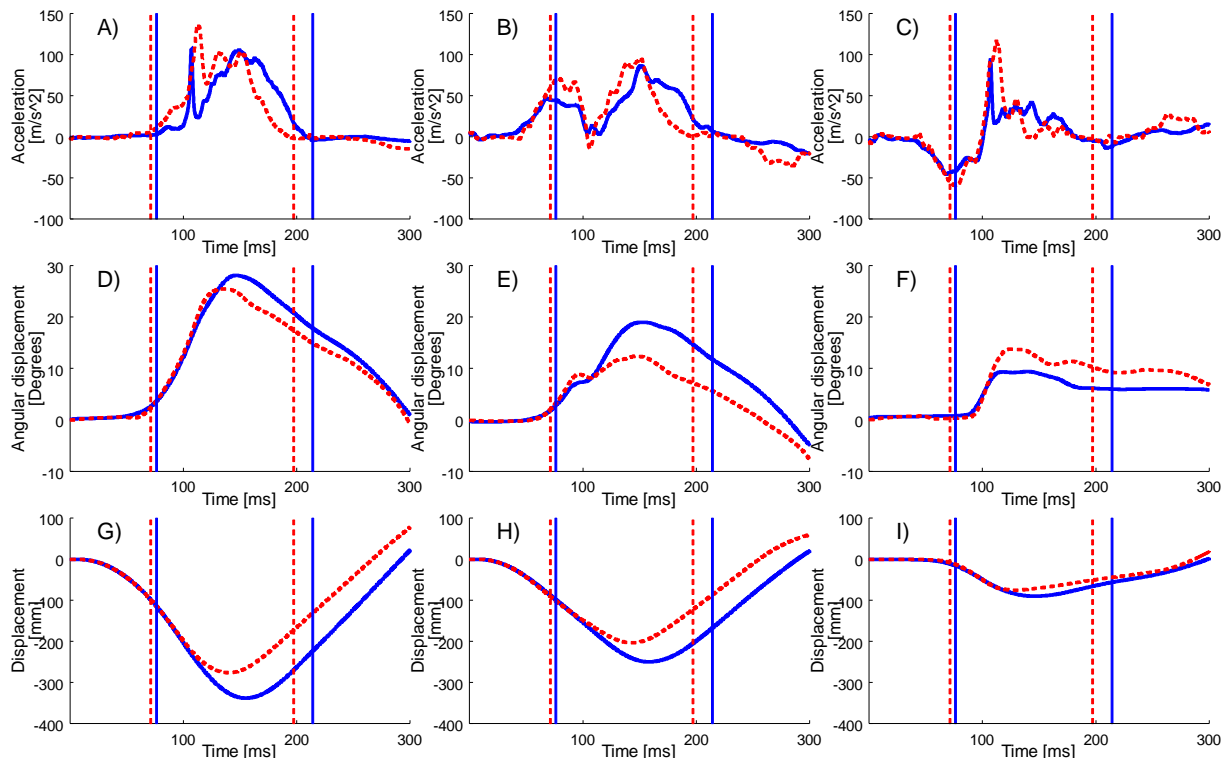 A)
Acceleration
[m/s^2]
150
100
50
0
-50
-100
100
200
300
Time [ms]
B)
Acceleration
[m/s^2]
150
100
50
0
-50
-100
100
200
300
Time [ms]
C)
Acceleration
[m/s^2]
150
100
50
0
-50
-100
100
200
300
Time [ms]
D)
Angular displacement
[Degrees]
30
20
10
0
-10
100
200
300
Time [ms]
E)
Angular displacement
[Degrees]
30
20
10
0
-10
100
200
300
Time [ms]
F)
Angular displacement
[Degrees]
30
20
10
0
-10
100
200
300
Time [ms]
G)
Displacement
[mm]
100
0
-100
-200
-300
-400
100
200
300
Time [ms]
H)
Displacement
[mm]
100
0
-100
-200
-300
-400
100
200
300
Time [ms]
I)
Displacement
[mm]
100
0
-100
-200
-300
-400
100
200
300
Time [ms]